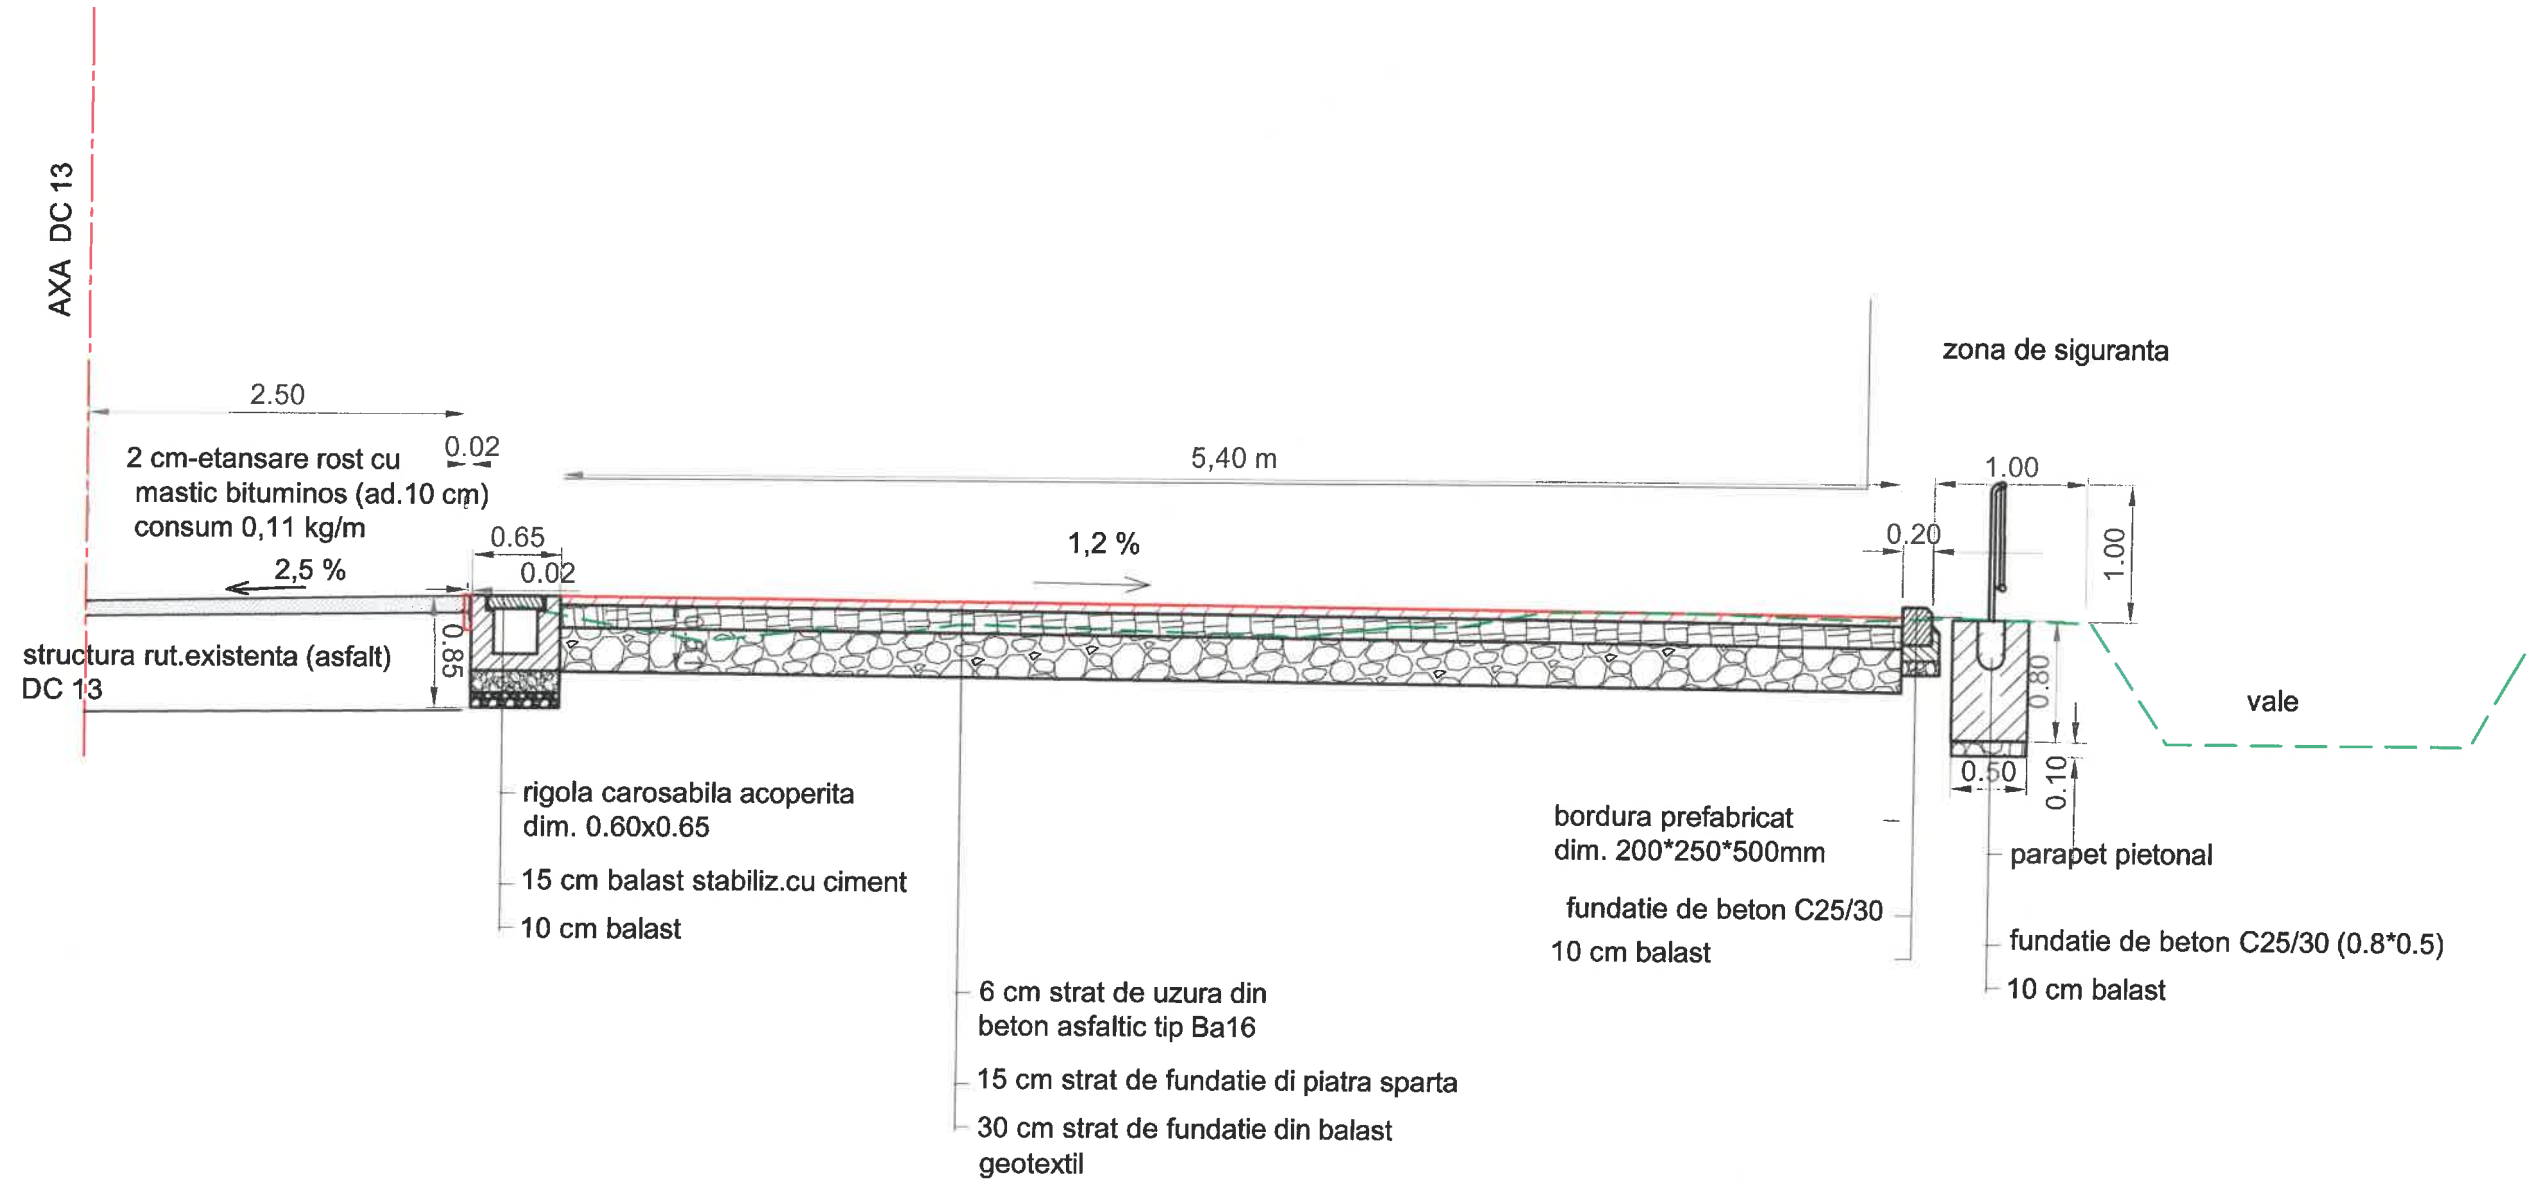 AXA DC 13
zona de siguranta
2.50
0.02
2 cm-etansare rost cu
mastic bituminos (ad.10 cm)
consum 0,11 kg/m
5,40 m
1.00
0.65
1,2 %
0.20
1.00
2,5 %
0.02
0.85
structura rut.existenta (asfalt)
DC 13
0.80
vale
0.50
0.10
rigola carosabila acoperita
dim. 0.60x0.65
15 cm balast stabiliz.cu ciment
10 cm balast
bordura prefabricat
dim. 200*250*500mm
fundatie de beton C25/30
10 cm balast
parapet pietonal
fundatie de beton C25/30 (0.8*0.5)
10 cm balast
6 cm strat de uzura din
beton asfaltic tip Ba16
15 cm strat de fundatie di piatra sparta
30 cm strat de fundatie din balast
geotextil